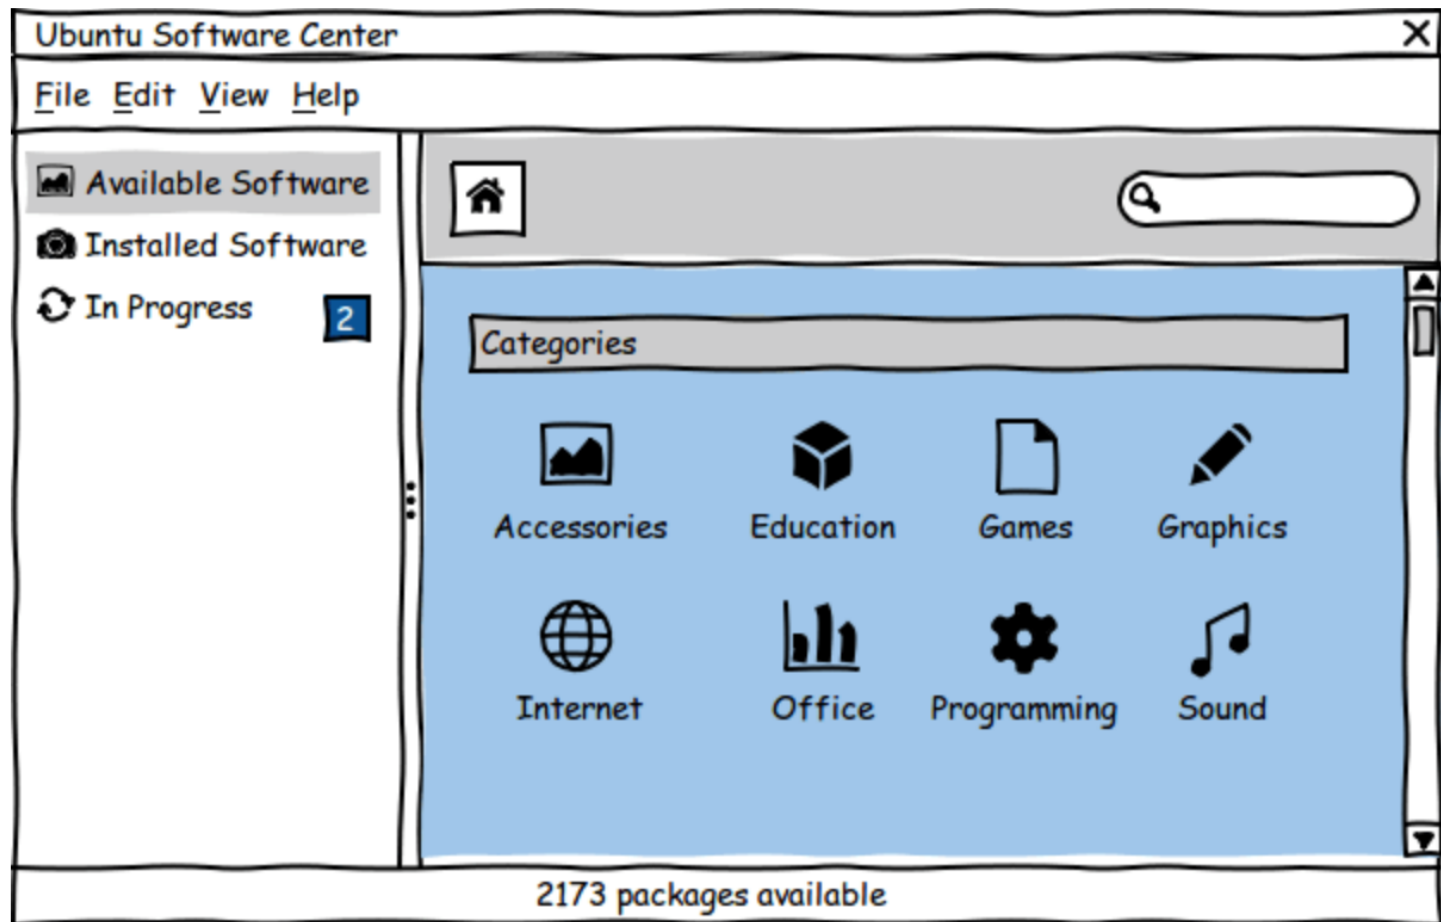 Ubuntu Software Center
File Edit View Help
Available Software
Installed Software
In Progress 2
Categories
Accessories Education Games Graphics
Internet Office Programming Sound
2173 packages available